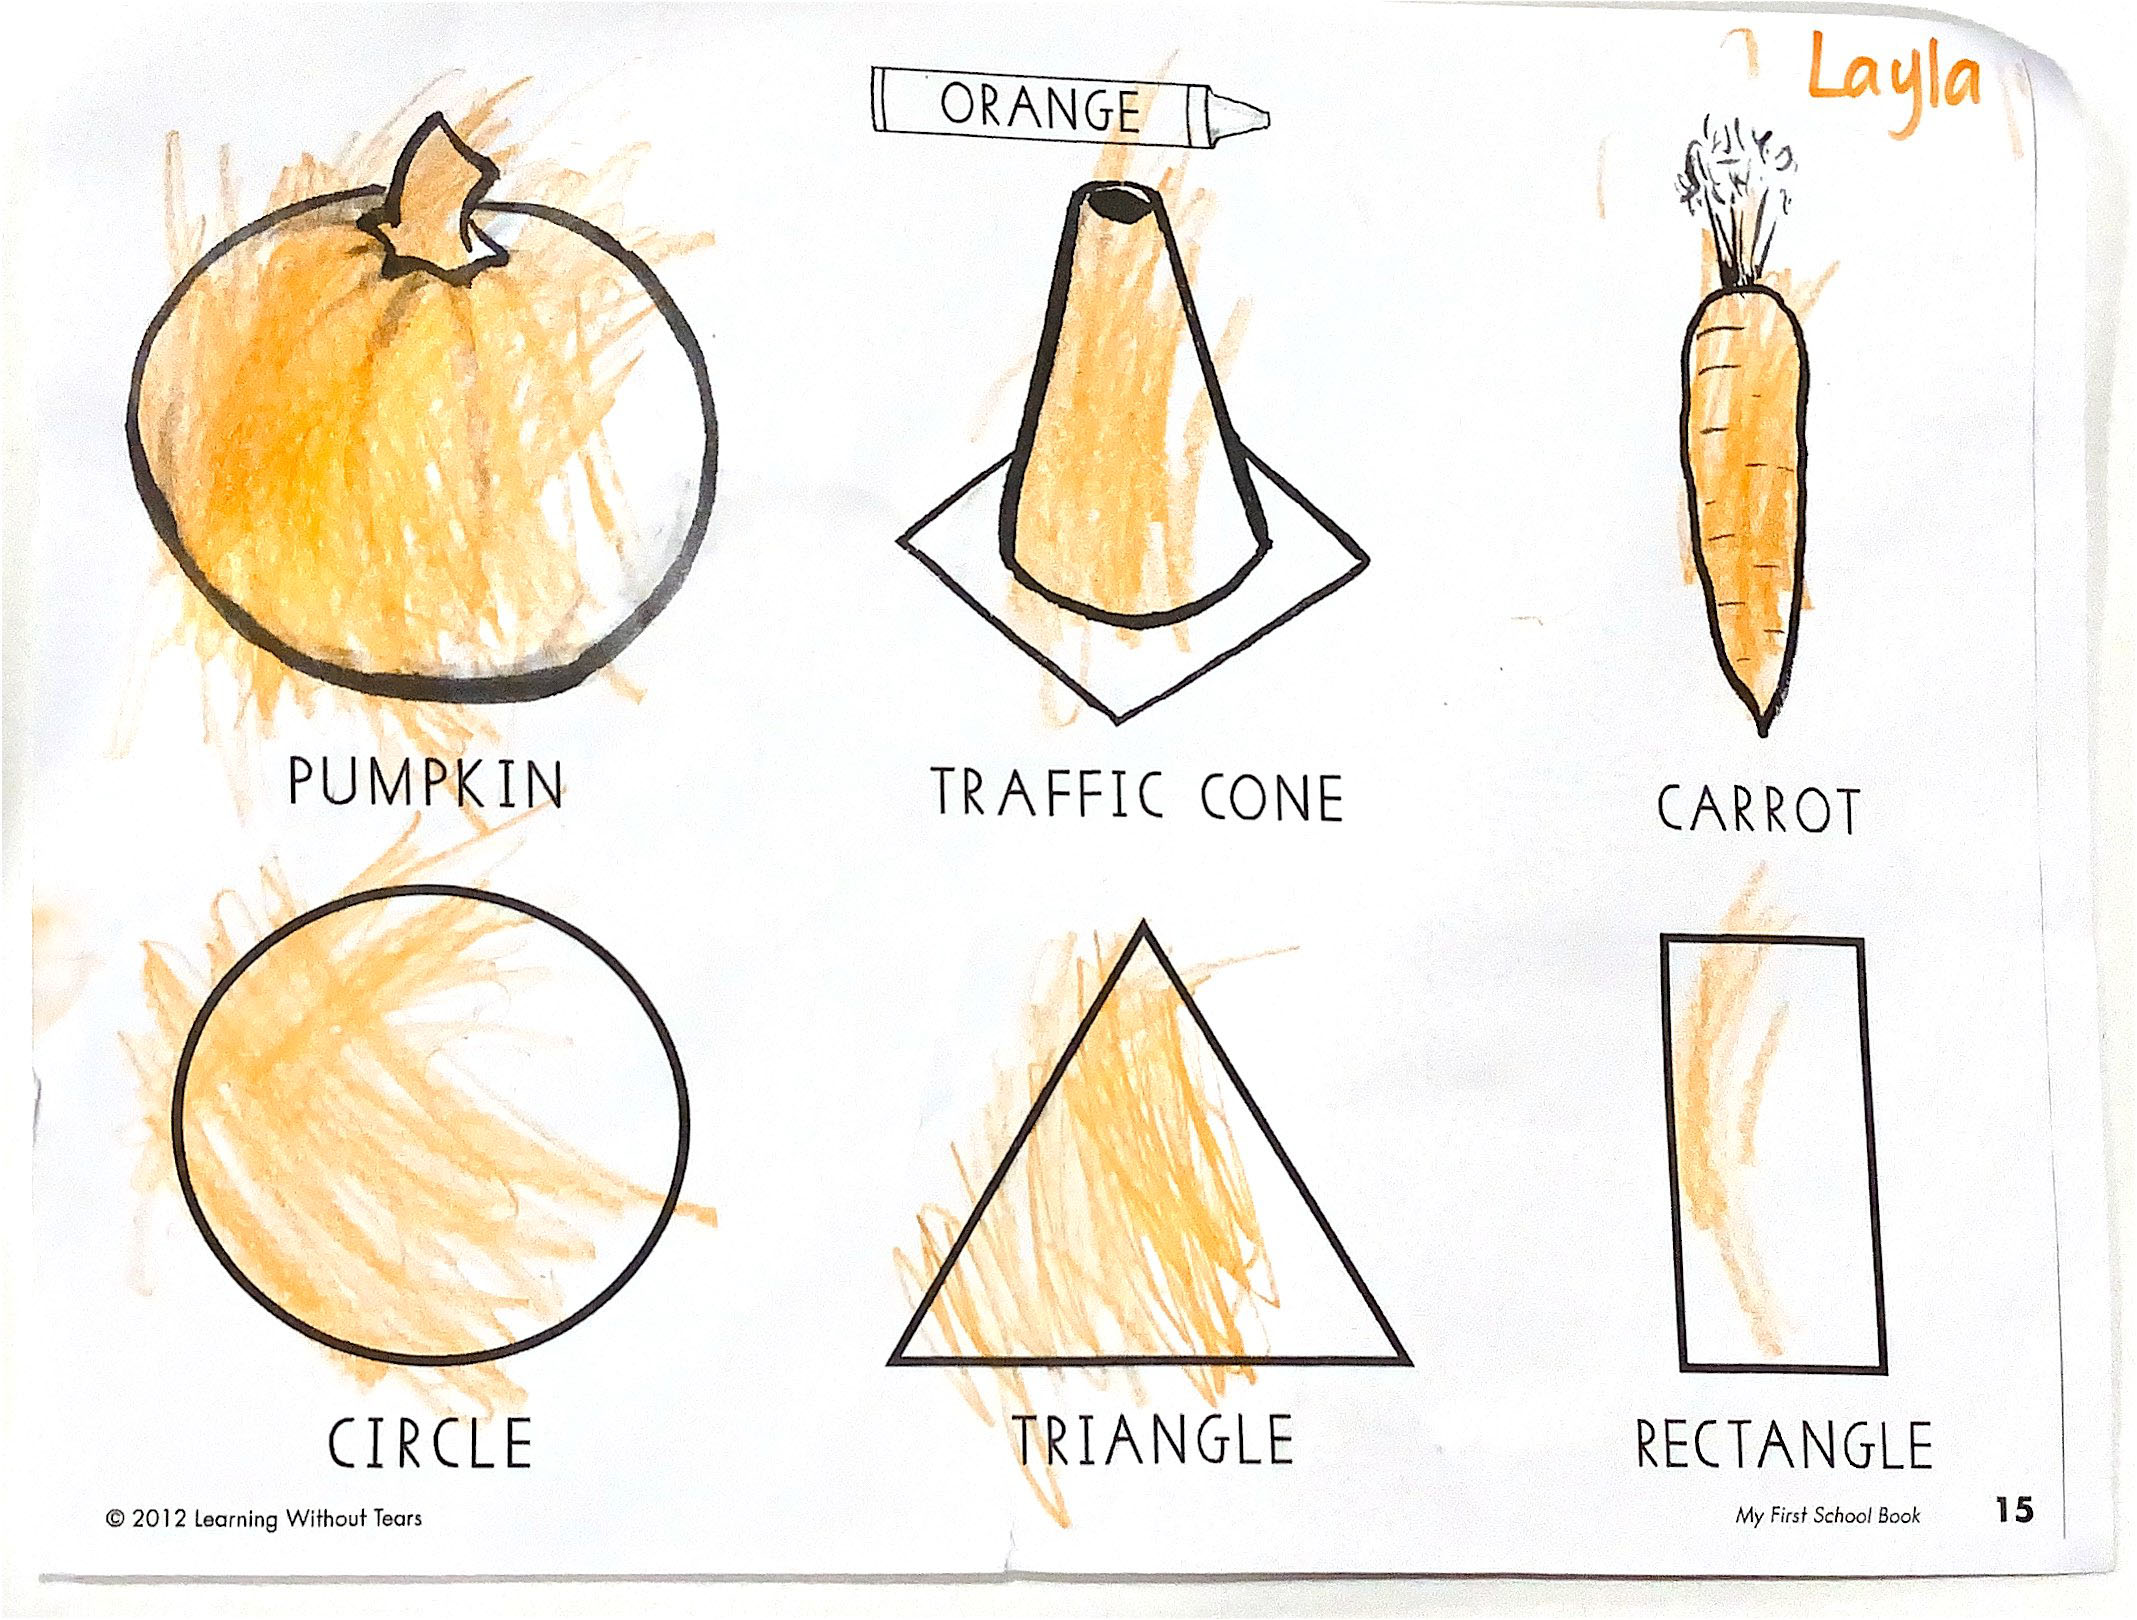 Layla
ORANGE
PUMPKIN
TRAFFIC CONE
CARROT
CIRCLE
TRIANGLE
RECTANGLE
© 2012 Learning Without Tears
My First School Book
15